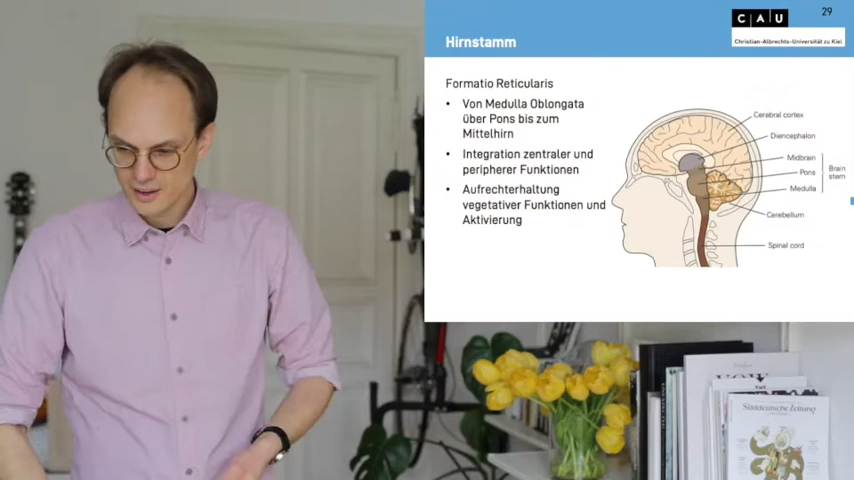 29
Hirnstamm
C A U
Christian-Albrechts-Universität zu Kiel
Formatio Reticularis
• Von Medulla Oblongata
über Pons bis zum
Mittelhirn
• Integration zentraler und
peripherer Funktionen
• Aufrechterhaltung
vegetativer Funktionen und
Aktivierung
Cerebral cortex
Diencephalon
Midbrain
Pons
Medulla
Brain
stem
Cerebellum
Spinal cord
Süddeutsche Zeitung